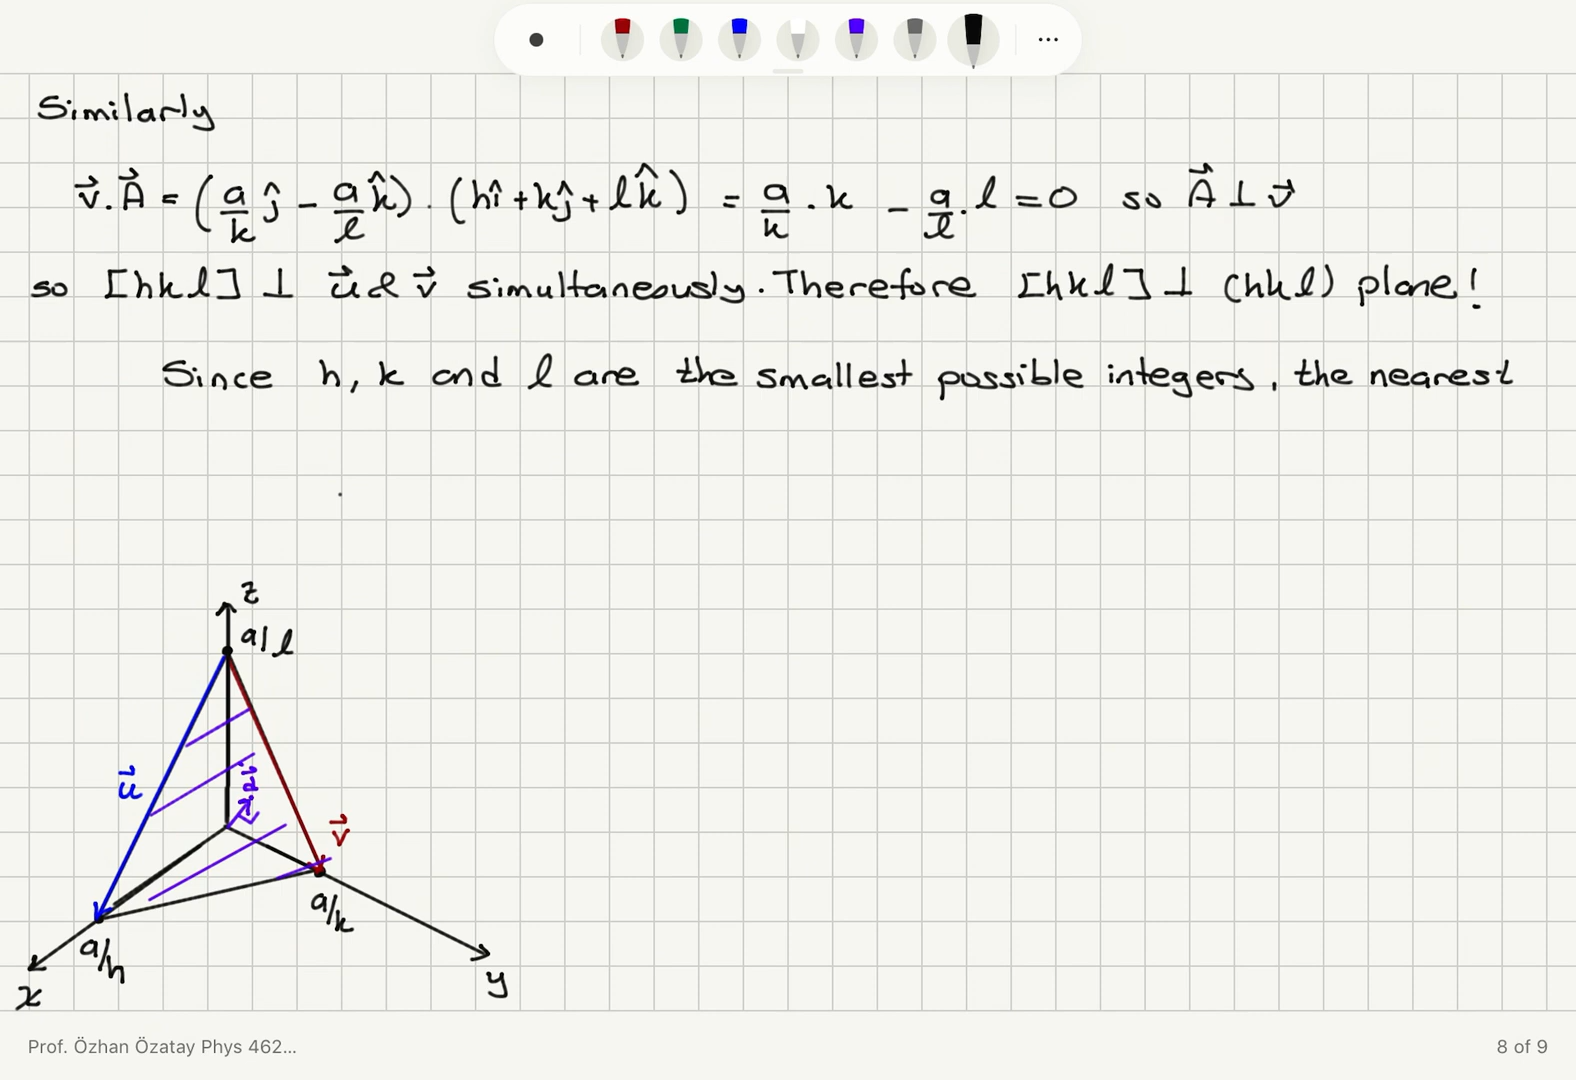 Similarly
v⃗.A⃗ = (a/k ĵ - a/l k̂).(hî+kĵ+lk̂) = a/k.k - a/l.l =0 so A⃗⊥v⃗
so [hkl] ⊥ u⃗ & v⃗ simultaneously. Therefore [hkl]⊥ (hkl) plane!
Since h, k and l are the smallest possible integers, the nearest
z
a/l
u⃗
d⃗
v⃗
a/k
a/h
x
y
Prof. Özhan Özatay Phys 462...
8 of 9